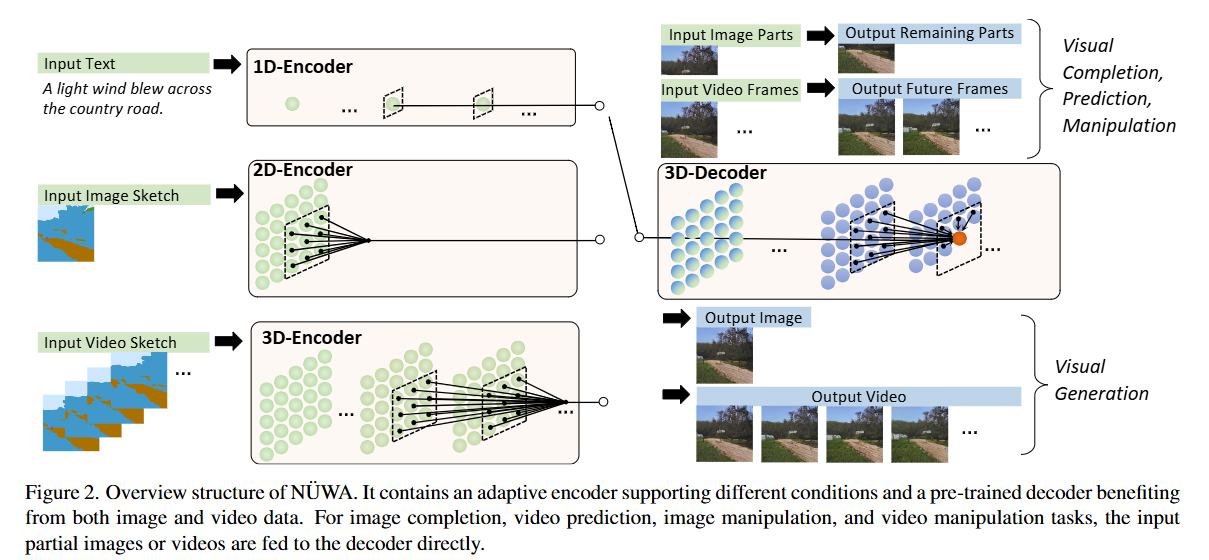 Input Text
A light wind blew across
the country road.
1D-Encoder
...
...
Input Image Sketch
2D-Encoder
Input Video Sketch
...
3D-Encoder
...
...
Input Image Parts
Output Remaining Parts
Input Video Frames
Output Future Frames
...
...
Visual
Completion,
Prediction,
Manipulation
3D-Decoder
...
...
Output Image
Output Video
...
Visual
Generation
Figure 2. Overview structure of NÜWA. It contains an adaptive encoder supporting different conditions and a pre-trained decoder benefiting
from both image and video data. For image completion, video prediction, image manipulation, and video manipulation tasks, the input
partial images or videos are fed to the decoder directly.